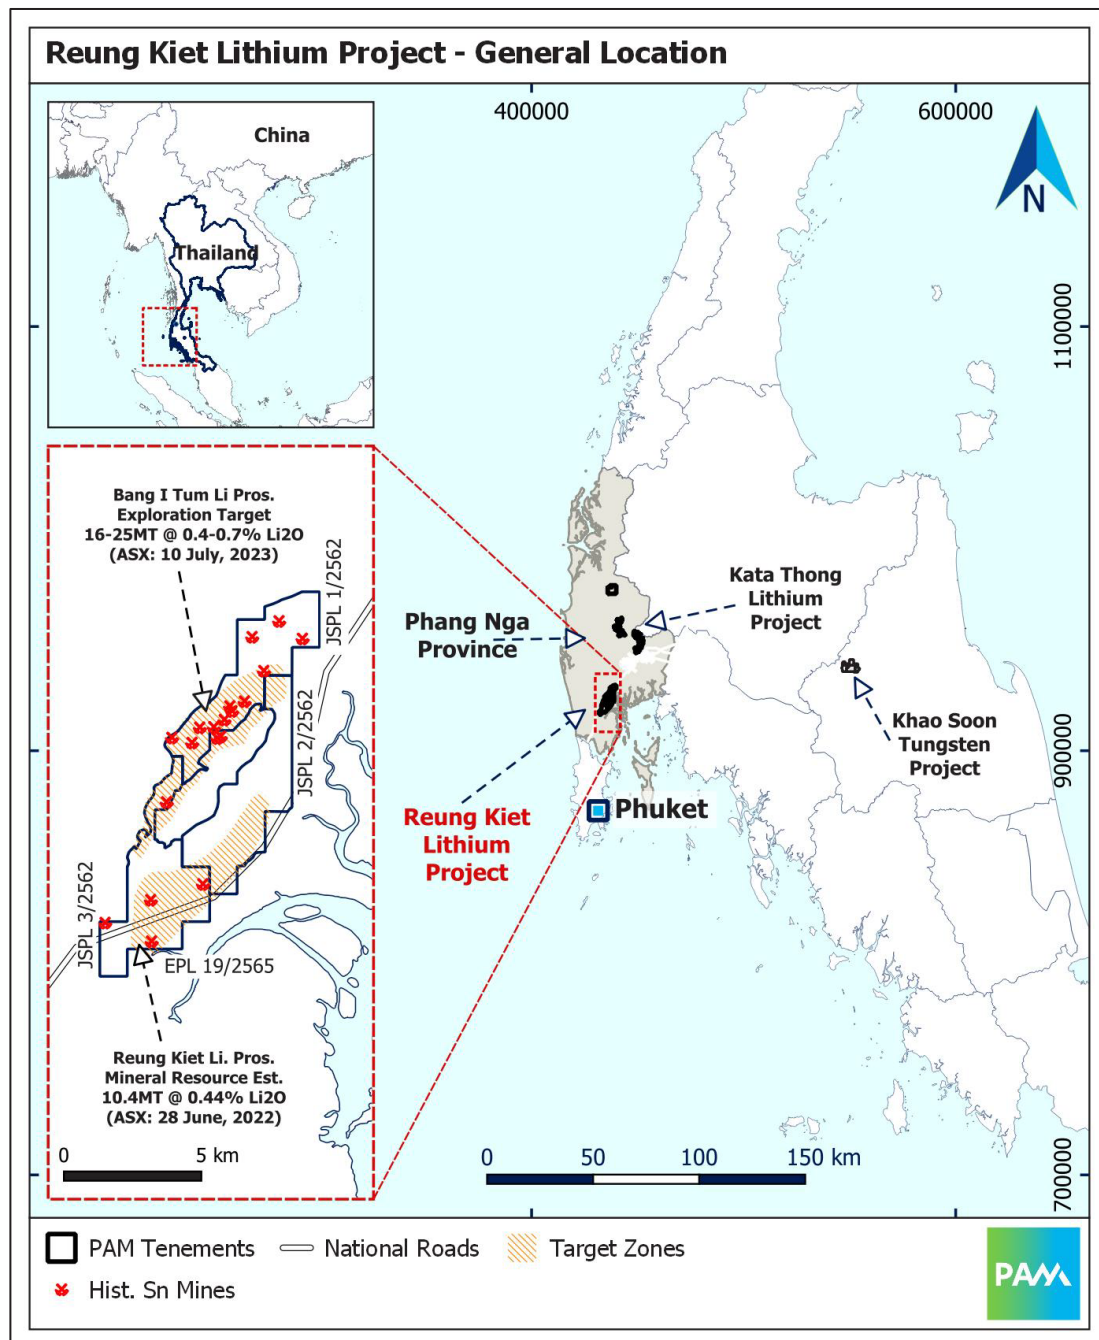 Reung Kiet Lithium Project - General Location
400000
600000
China
Thailand
N
1100000
900000
700000
Bang I Tum Li Pros.
Exploration Target
16-25MT @ 0.4-0.7% Li2O
(ASX: 10 July, 2023)
JSPL 1/2562
JSPL 2/2562
JSPL 3/2562
EPL 19/2565
Reung Kiet Li. Pros.
Mineral Resource Est.
10.4MT @ 0.44% Li2O
(ASX: 28 June, 2022)
0
5 km
Phang Nga
Province
Kata Thong
Lithium
Project
Khao Soon
Tungsten
Project
Reung Kiet
Lithium
Project
Phuket
0
50
100
150 km
PAM Tenements
National Roads
Target Zones
Hist. Sn Mines
PAM